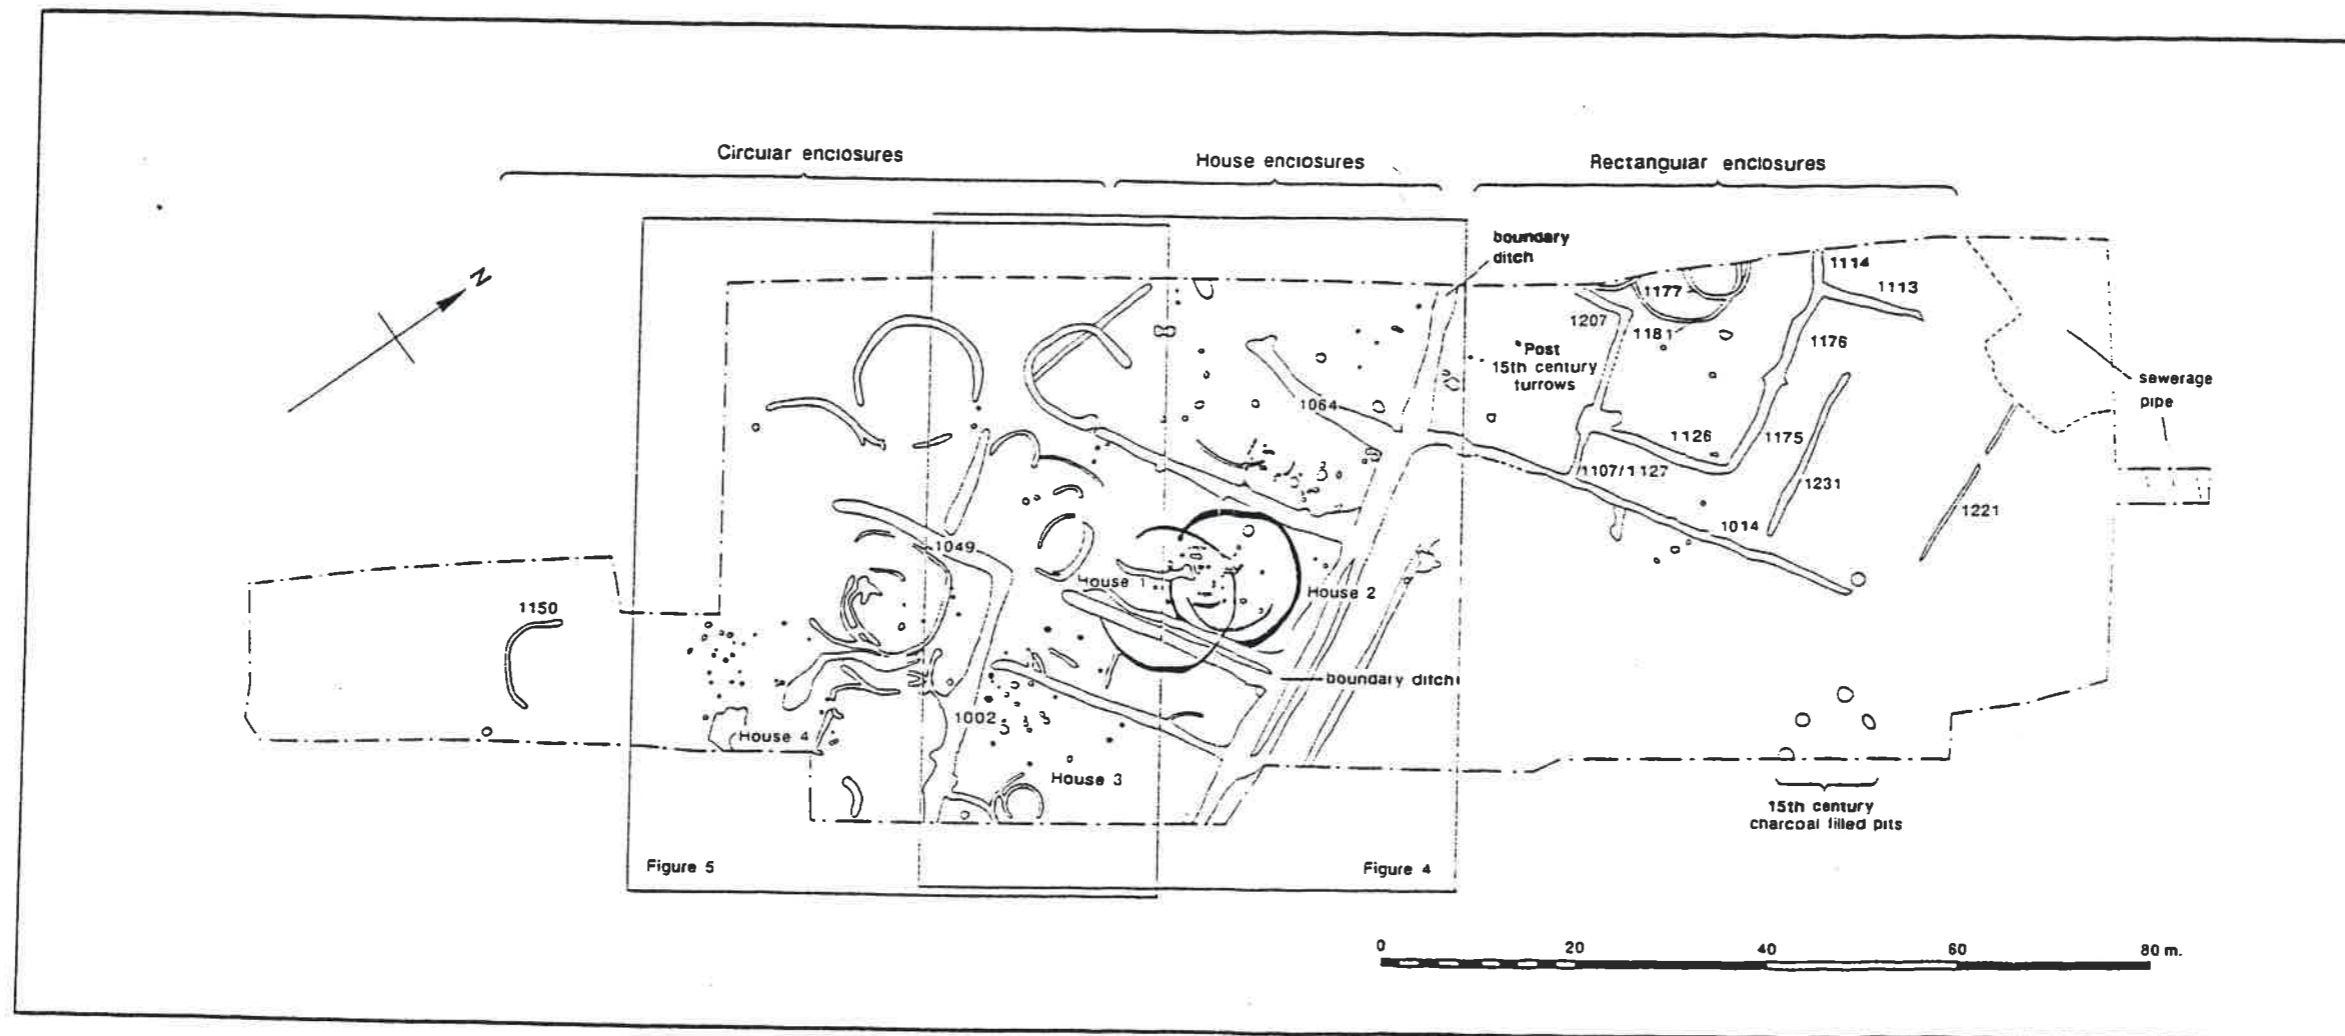 Circular enclosures
House enclosures
Rectangular enclosures
N
boundary
ditch
1114
1113
1177
1207
1181
1176
Post
15th century
turrows
sewerage
pipe
1064
1126
1175
1107/1127
1231
1221
1014
1049
House 1
House 2
1150
boundary ditch
1002
House 4
House 3
15th century
charcoal filled pits
Figure 5
Figure 4
0 20 40 60 80 m.